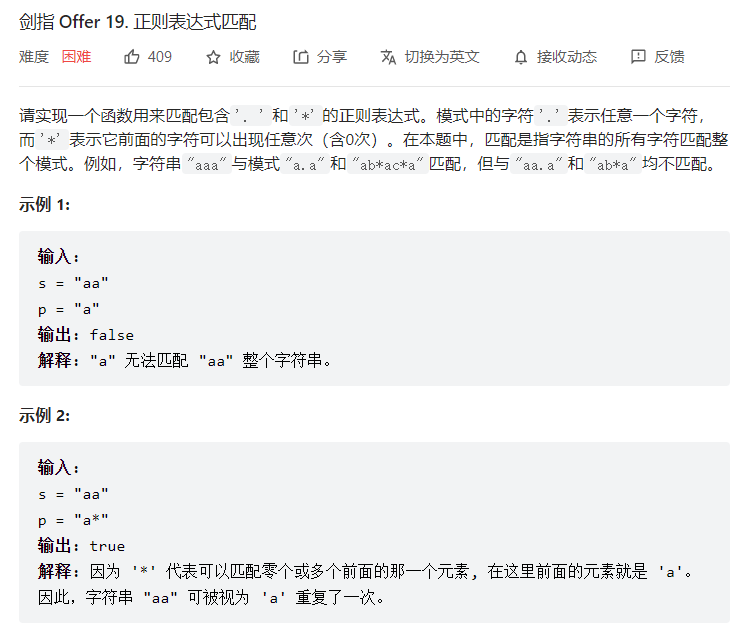 剑指 Offer 19. 正则表达式匹配
难度 困难 409 收藏 分享 切换为英文 接收动态 反馈
请实现一个函数用来匹配包含'. '和'*'的正则表达式。模式中的字符'.'表示任意一个字符，
而'*'表示它前面的字符可以出现任意次（含0次）。在本题中，匹配是指字符串的所有字符匹配整
个模式。例如，字符串"aaa"与模式"a.a"和"ab*ac*a"匹配，但与"aa.a"和"ab*a"均不匹配。
示例 1:
输入:
s = "aa"
p = "a"
输出: false
解释: "a" 无法匹配 "aa" 整个字符串。
示例 2:
输入:
s = "aa"
p = "a*"
输出: true
解释: 因为 '*' 代表可以匹配零个或多个前面的那一个元素, 在这里前面的元素就是 'a'。
因此，字符串 "aa" 可被视为 'a' 重复了一次。